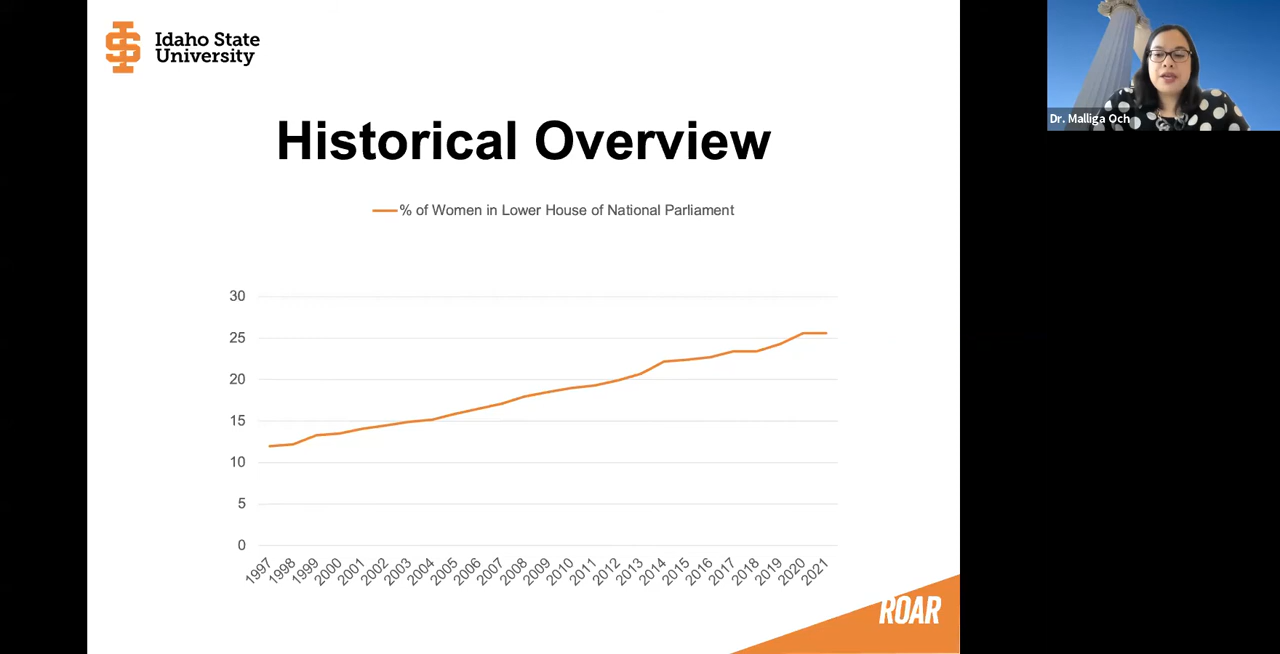 Idaho State
University
Dr. Malliga Och
Historical Overview
% of Women in Lower House of National Parliament
30
25
20
15
10
5
0
1997 1998 1999 2000 2001 2002 2003 2004 2005 2006 2007 2008 2009 2010 2011 2012 2013 2014 2015 2016 2017 2018 2019 2020 2021
ROAR